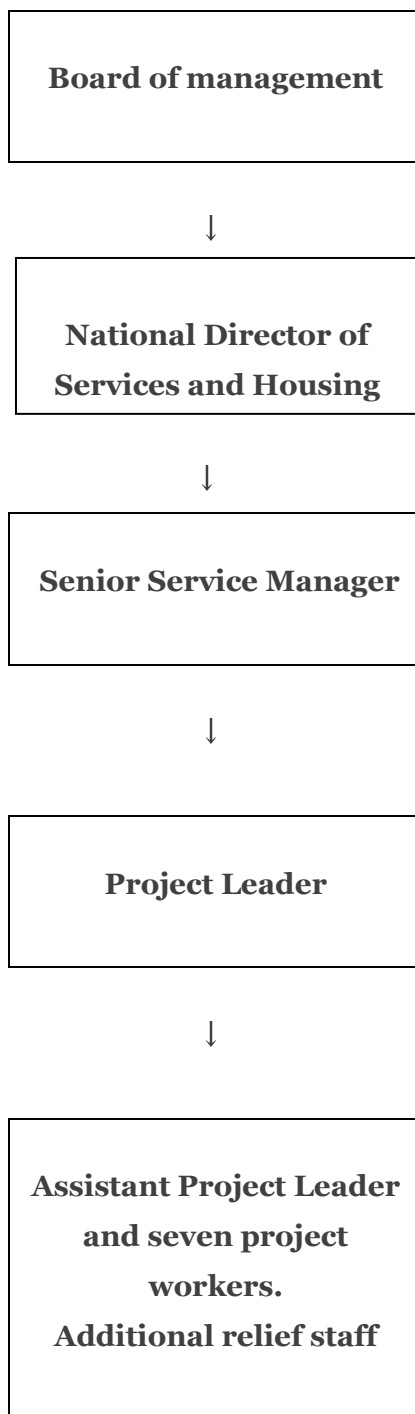 Board of management
↓
National Director of
Services and Housing
↓
Senior Service Manager
↓
Project Leader
↓
Assistant Project Leader
and seven project
workers.
Additional relief staff